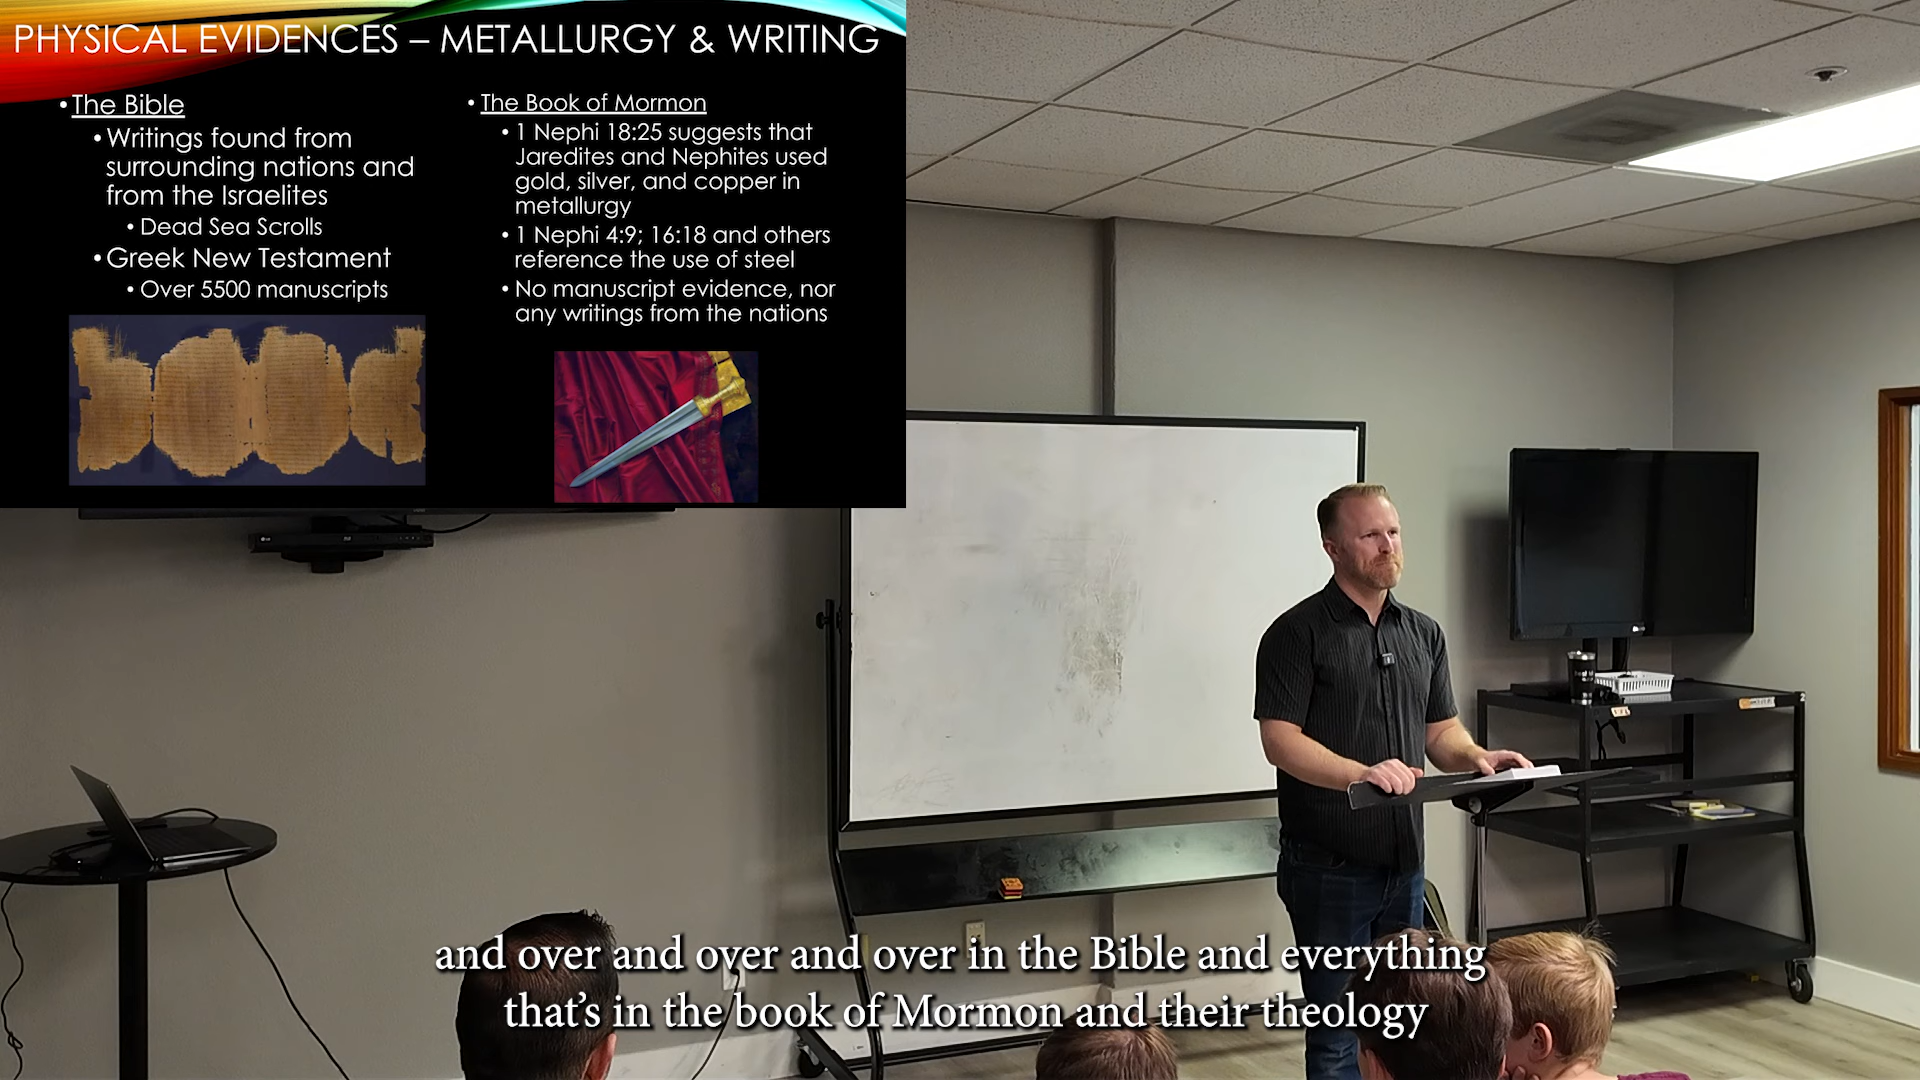 PHYSICAL EVIDENCES – METALLURGY & WRITING
• The Bible
• Writings found from
surrounding nations and
from the Israelites
• Dead Sea Scrolls
• Greek New Testament
• Over 5500 manuscripts
• The Book of Mormon
• 1 Nephi 18:25 suggests that
Jaredites and Nephites used
gold, silver, and copper in
metallurgy
• 1 Nephi 4:9; 16:18 and others
reference the use of steel
• No manuscript evidence, nor
any writings from the nations
and over and over and over in the Bible and everything
that’s in the book of Mormon and their theology